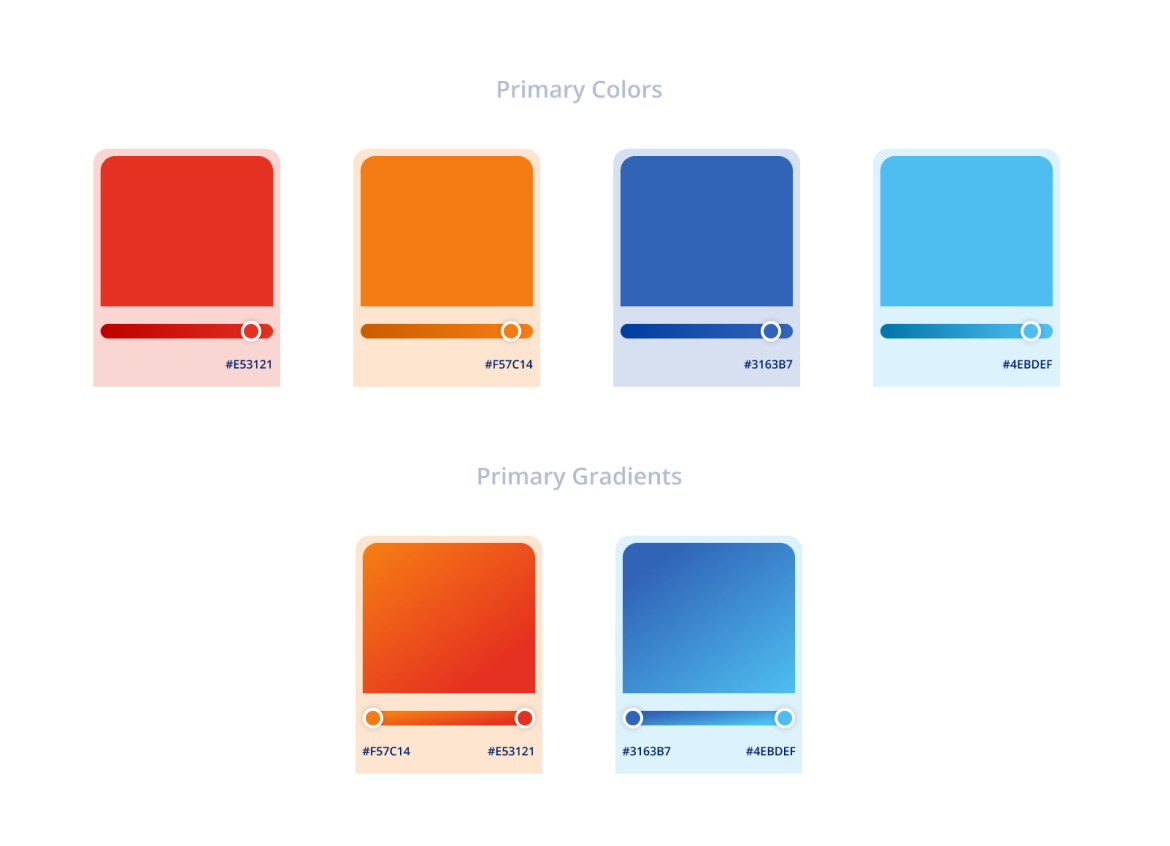 Primary Colors
#E53121
#F57C14
#3163B7
#4EBDEF
Primary Gradients
#F57C14
#E53121
#3163B7
#4EBDEF